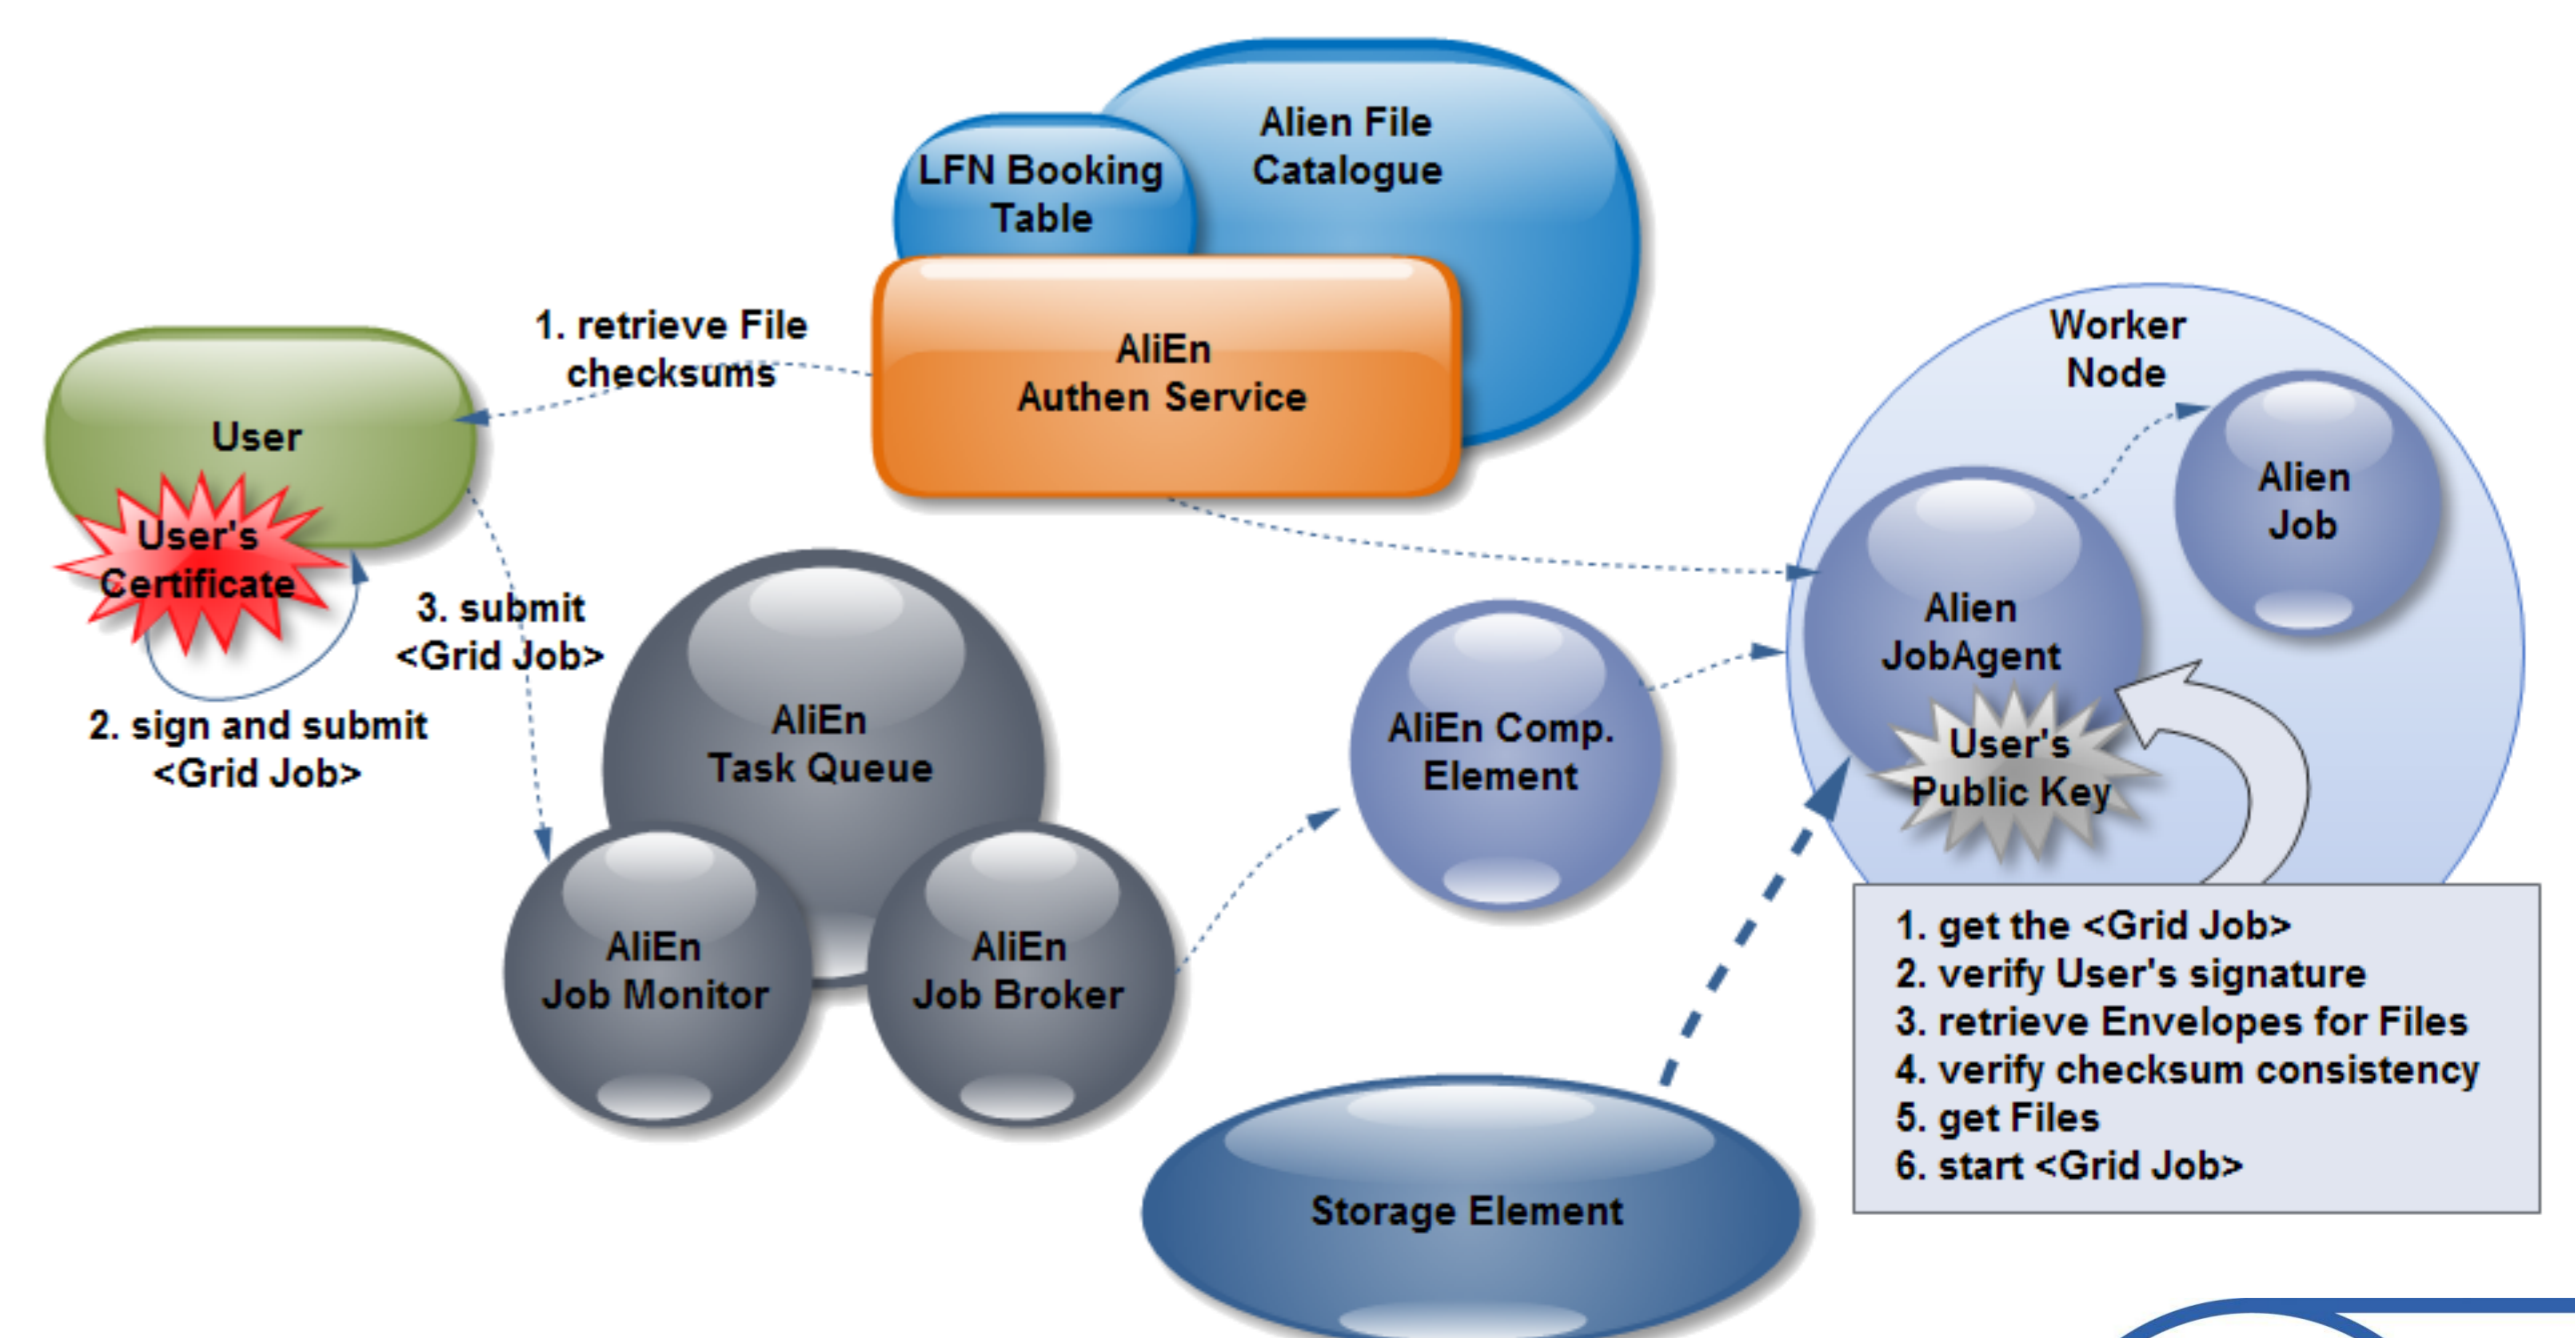 Alien File
Catalogue
LFN Booking
Table
AliEn
Authen Service
1. retrieve File
checksums
User
User's
Certificate
2. sign and submit
<Grid Job>
3. submit
<Grid Job>
AliEn
Task Queue
AliEn
Job Monitor
AliEn
Job Broker
AliEn Comp.
Element
Storage Element
Worker
Node
Alien
Job
Alien
JobAgent
User's
Public Key
1. get the <Grid Job>
2. verify User's signature
3. retrieve Envelopes for Files
4. verify checksum consistency
5. get Files
6. start <Grid Job>